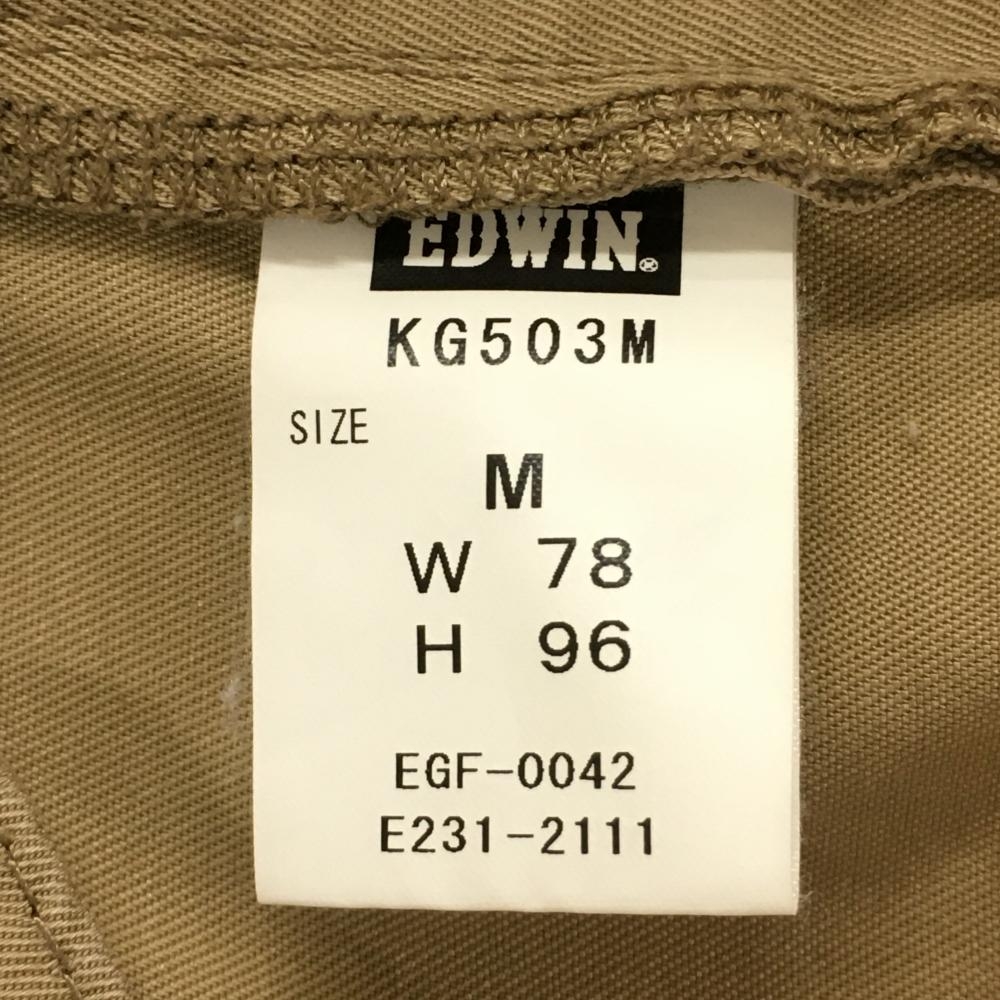 EDWIN®
KG503M
SIZE
M
W 78
H 96
EGF-0042
E231-2111